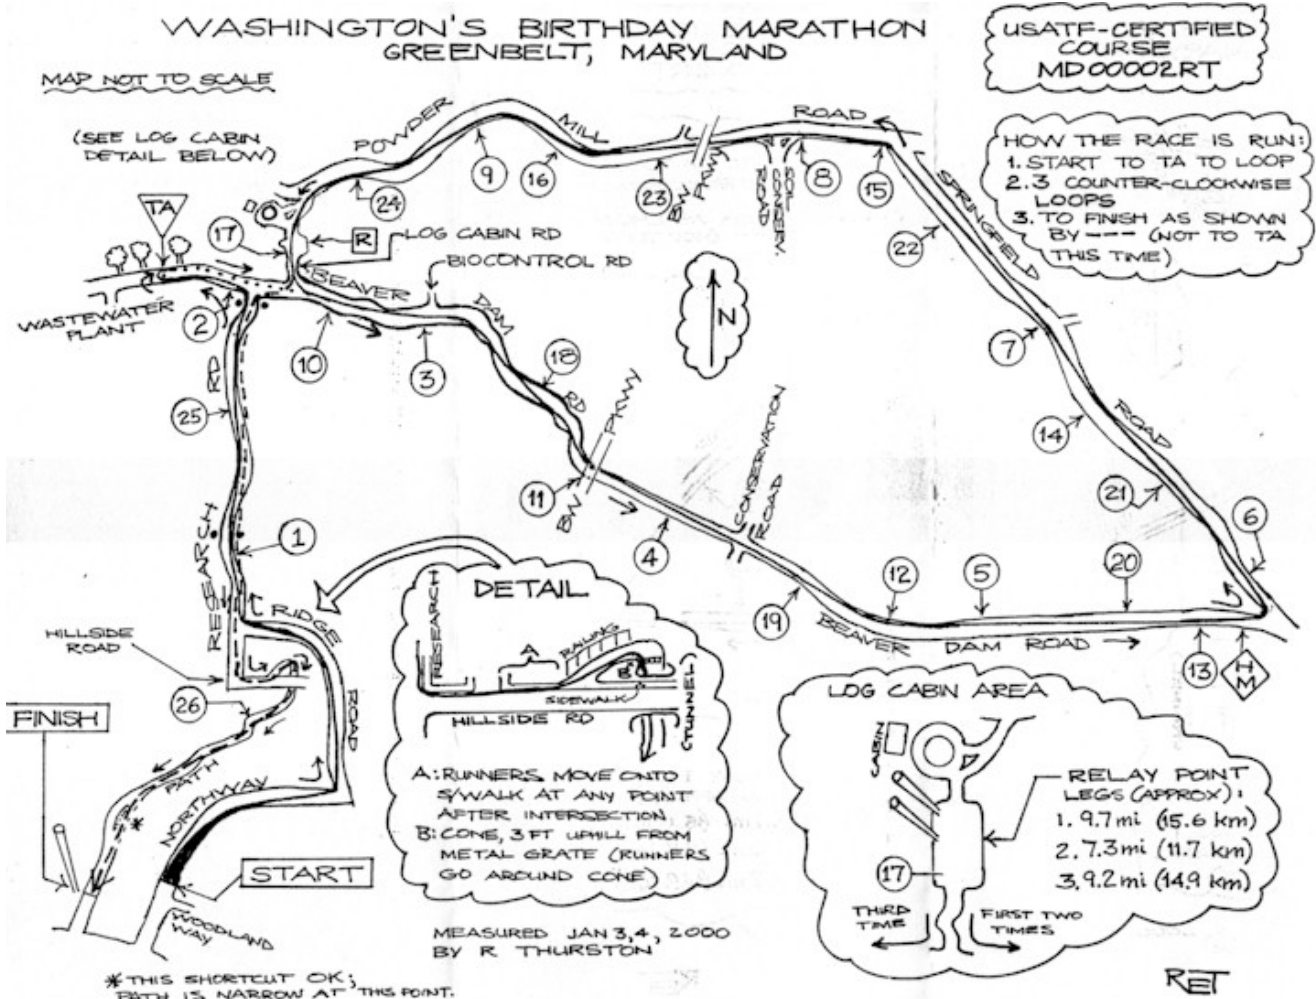 WASHINGTON'S BIRTHDAY MARATHON
GREENBELT, MARYLAND
USATF-CERTIFIED
COURSE
MD00002RT
MAP NOT TO SCALE
(SEE LOG CABIN
DETAIL BELOW)
HOW THE RACE IS RUN:
1. START TO TA TO LOOP
2. 3 COUNTER-CLOCKWISE
LOOPS
3. TO FINISH AS SHOWN
BY --- (NOT TO TA
THIS TIME)
POWDER
MILL
ROAD
9
16
23
BW PKWY
SOIL
CONSERV.
ROAD
8
15
24
TA
17
R
LOG CABIN RD
BIOCONTROL RD
SPRINGFIELD
ROAD
22
7
14
21
6
WASTEWATER
PLANT
2
BEAVER
DAM
RD
10
3
18
N
BW PKWY
11
CONSERVATION
ROAD
4
RD
25
RESEARCH
1
19
12
5
20
BEAVER DAM ROAD
13
HM
RIDGE
ROAD
HILLSIDE
ROAD
26
FINISH
PATH
*
NORTHWAY
START
WOODLAND
WAY
DETAIL
RESEARCH
A
RAILING
B
SIDEWALK
HILLSIDE RD
TUNNEL
A: RUNNERS MOVE ONTO
S/WALK AT ANY POINT
AFTER INTERSECTION
B: CONE, 3 FT UPHILL FROM
METAL GRATE (RUNNERS
GO AROUND CONE)
LOG CABIN AREA
CABIN
RELAY POINT
LEGS (APPROX):
1. 9.7mi (15.6 km)
2. 7.3mi (11.7 km)
3. 9.2mi (14.9 km)
17
THIRD
TIME
FIRST TWO
TIMES
MEASURED JAN 3,4, 2000
BY R THURSTON
RET
* THIS SHORTCUT OK;
PATH IS NARROW AT THIS POINT.